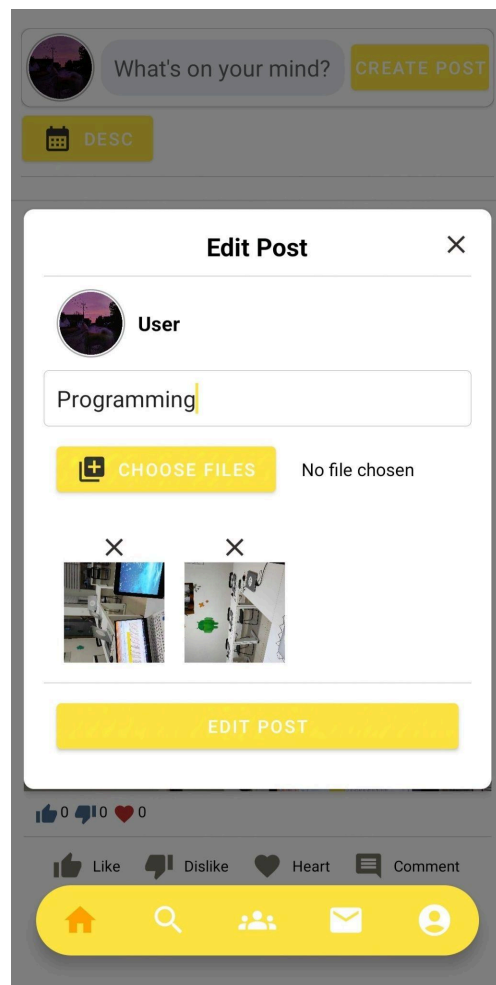 What's on your mind? CREATE POST
DESC
Edit Post
User
Programming
CHOOSE FILES No file chosen
EDIT POST
0 0 0
Like Dislike Heart Comment